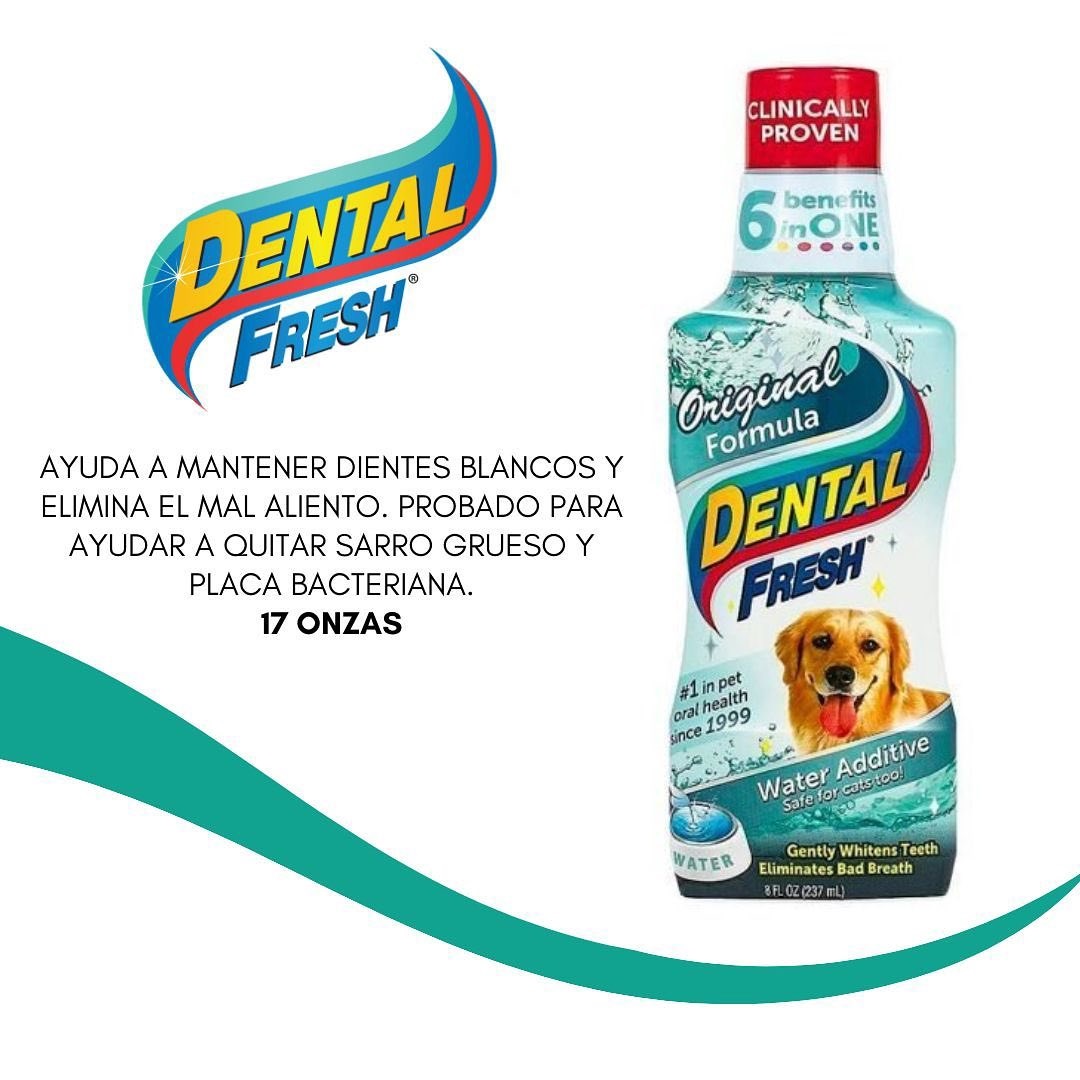 DENTAL
FRESH®
AYUDA A MANTENER DIENTES BLANCOS Y
ELIMINA EL MAL ALIENTO. PROBADO PARA
AYUDAR A QUITAR SARRO GRUESO Y
PLACA BACTERIANA.
17 ONZAS
CLINICALLY
PROVEN
6 benefits
in ONE
Original
Formula
DENTAL
FRESH®
#1 in pet
oral health
since 1999
Water Additive
Safe for cats too!
WATER
Gently Whitens Teeth
Eliminates Bad Breath
8 FL OZ (237 mL)